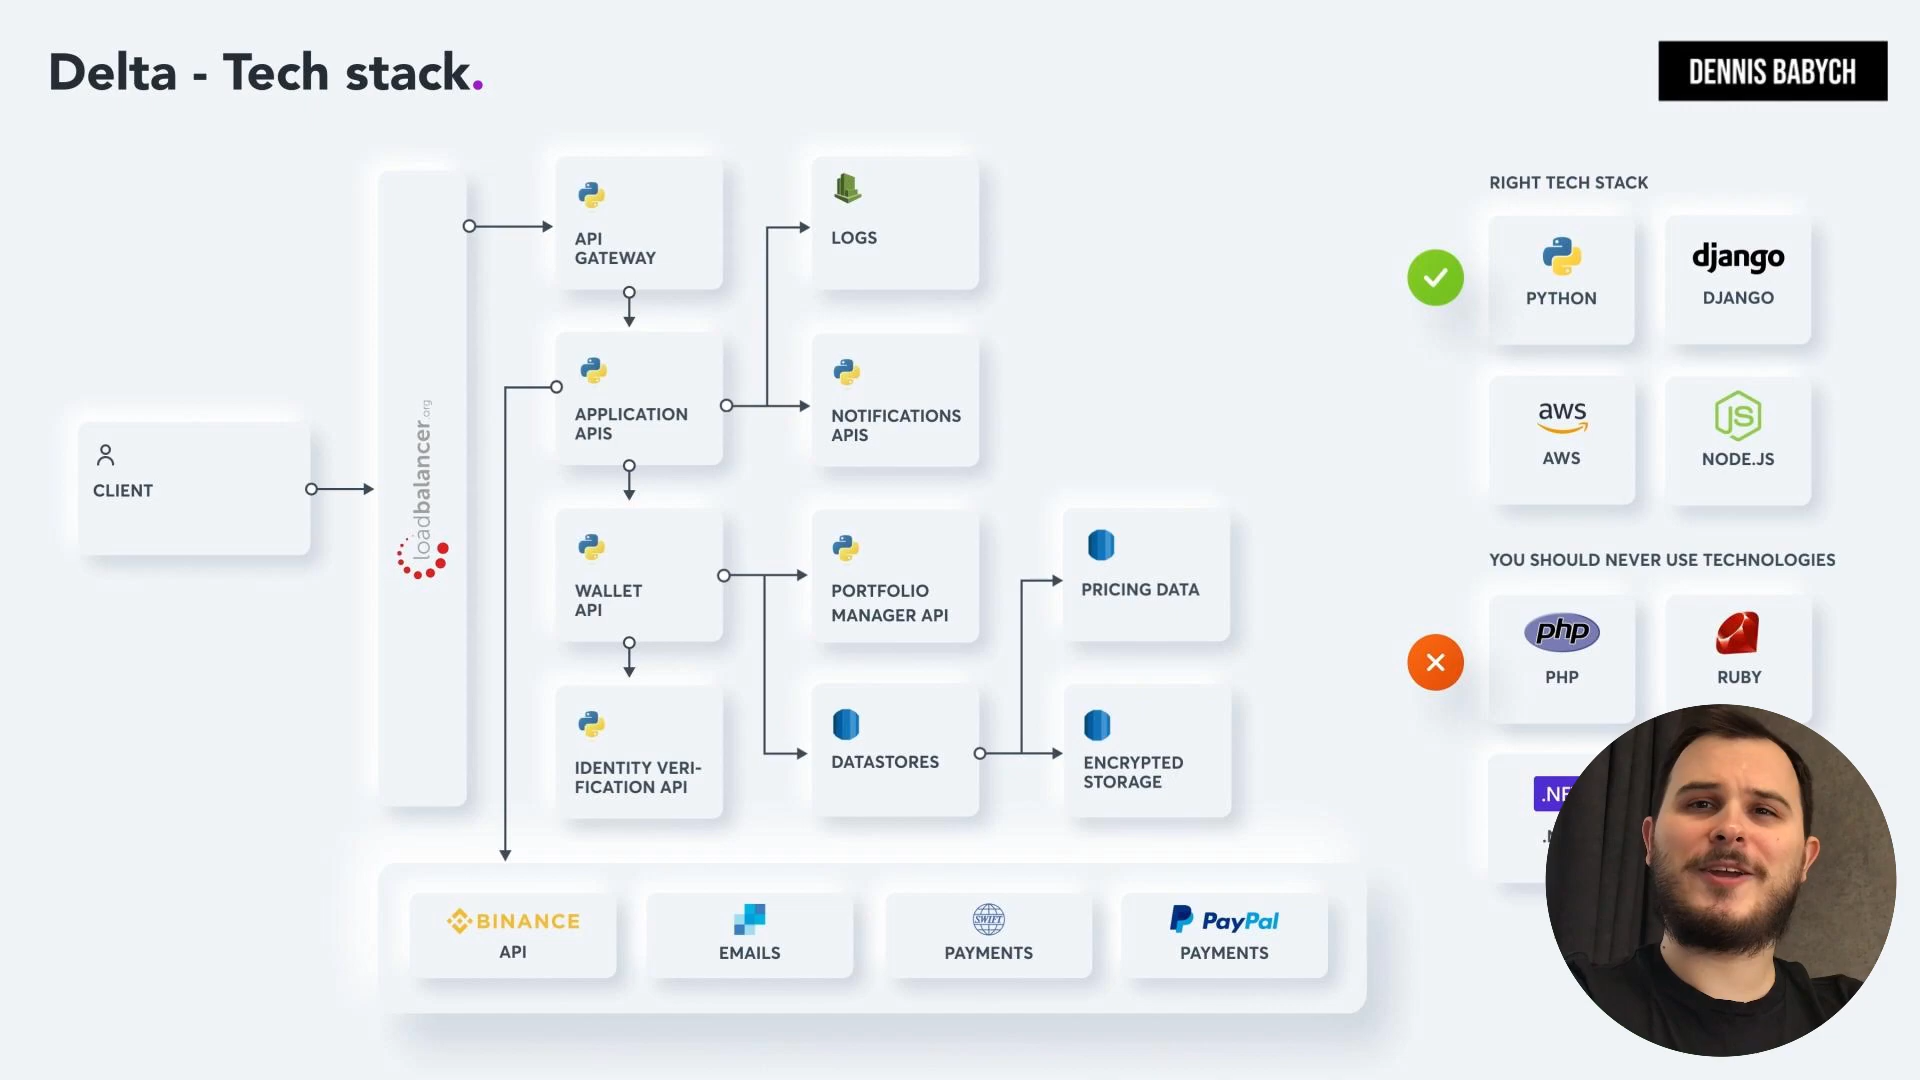 Delta - Tech stack.
DENNIS BABYCH
CLIENT
loadbalancer.org
API
GATEWAY
LOGS
APPLICATION
APIS
NOTIFICATIONS
APIS
WALLET
API
PORTFOLIO
MANAGER API
PRICING DATA
IDENTITY VERI-
FICATION API
DATASTORES
ENCRYPTED
STORAGE
BINANCE
API
EMAILS
SWIFT
PAYMENTS
PayPal
PAYMENTS
RIGHT TECH STACK
PYTHON
django
DJANGO
aws
AWS
JS
NODE.JS
YOU SHOULD NEVER USE TECHNOLOGIES
php
PHP
RUBY